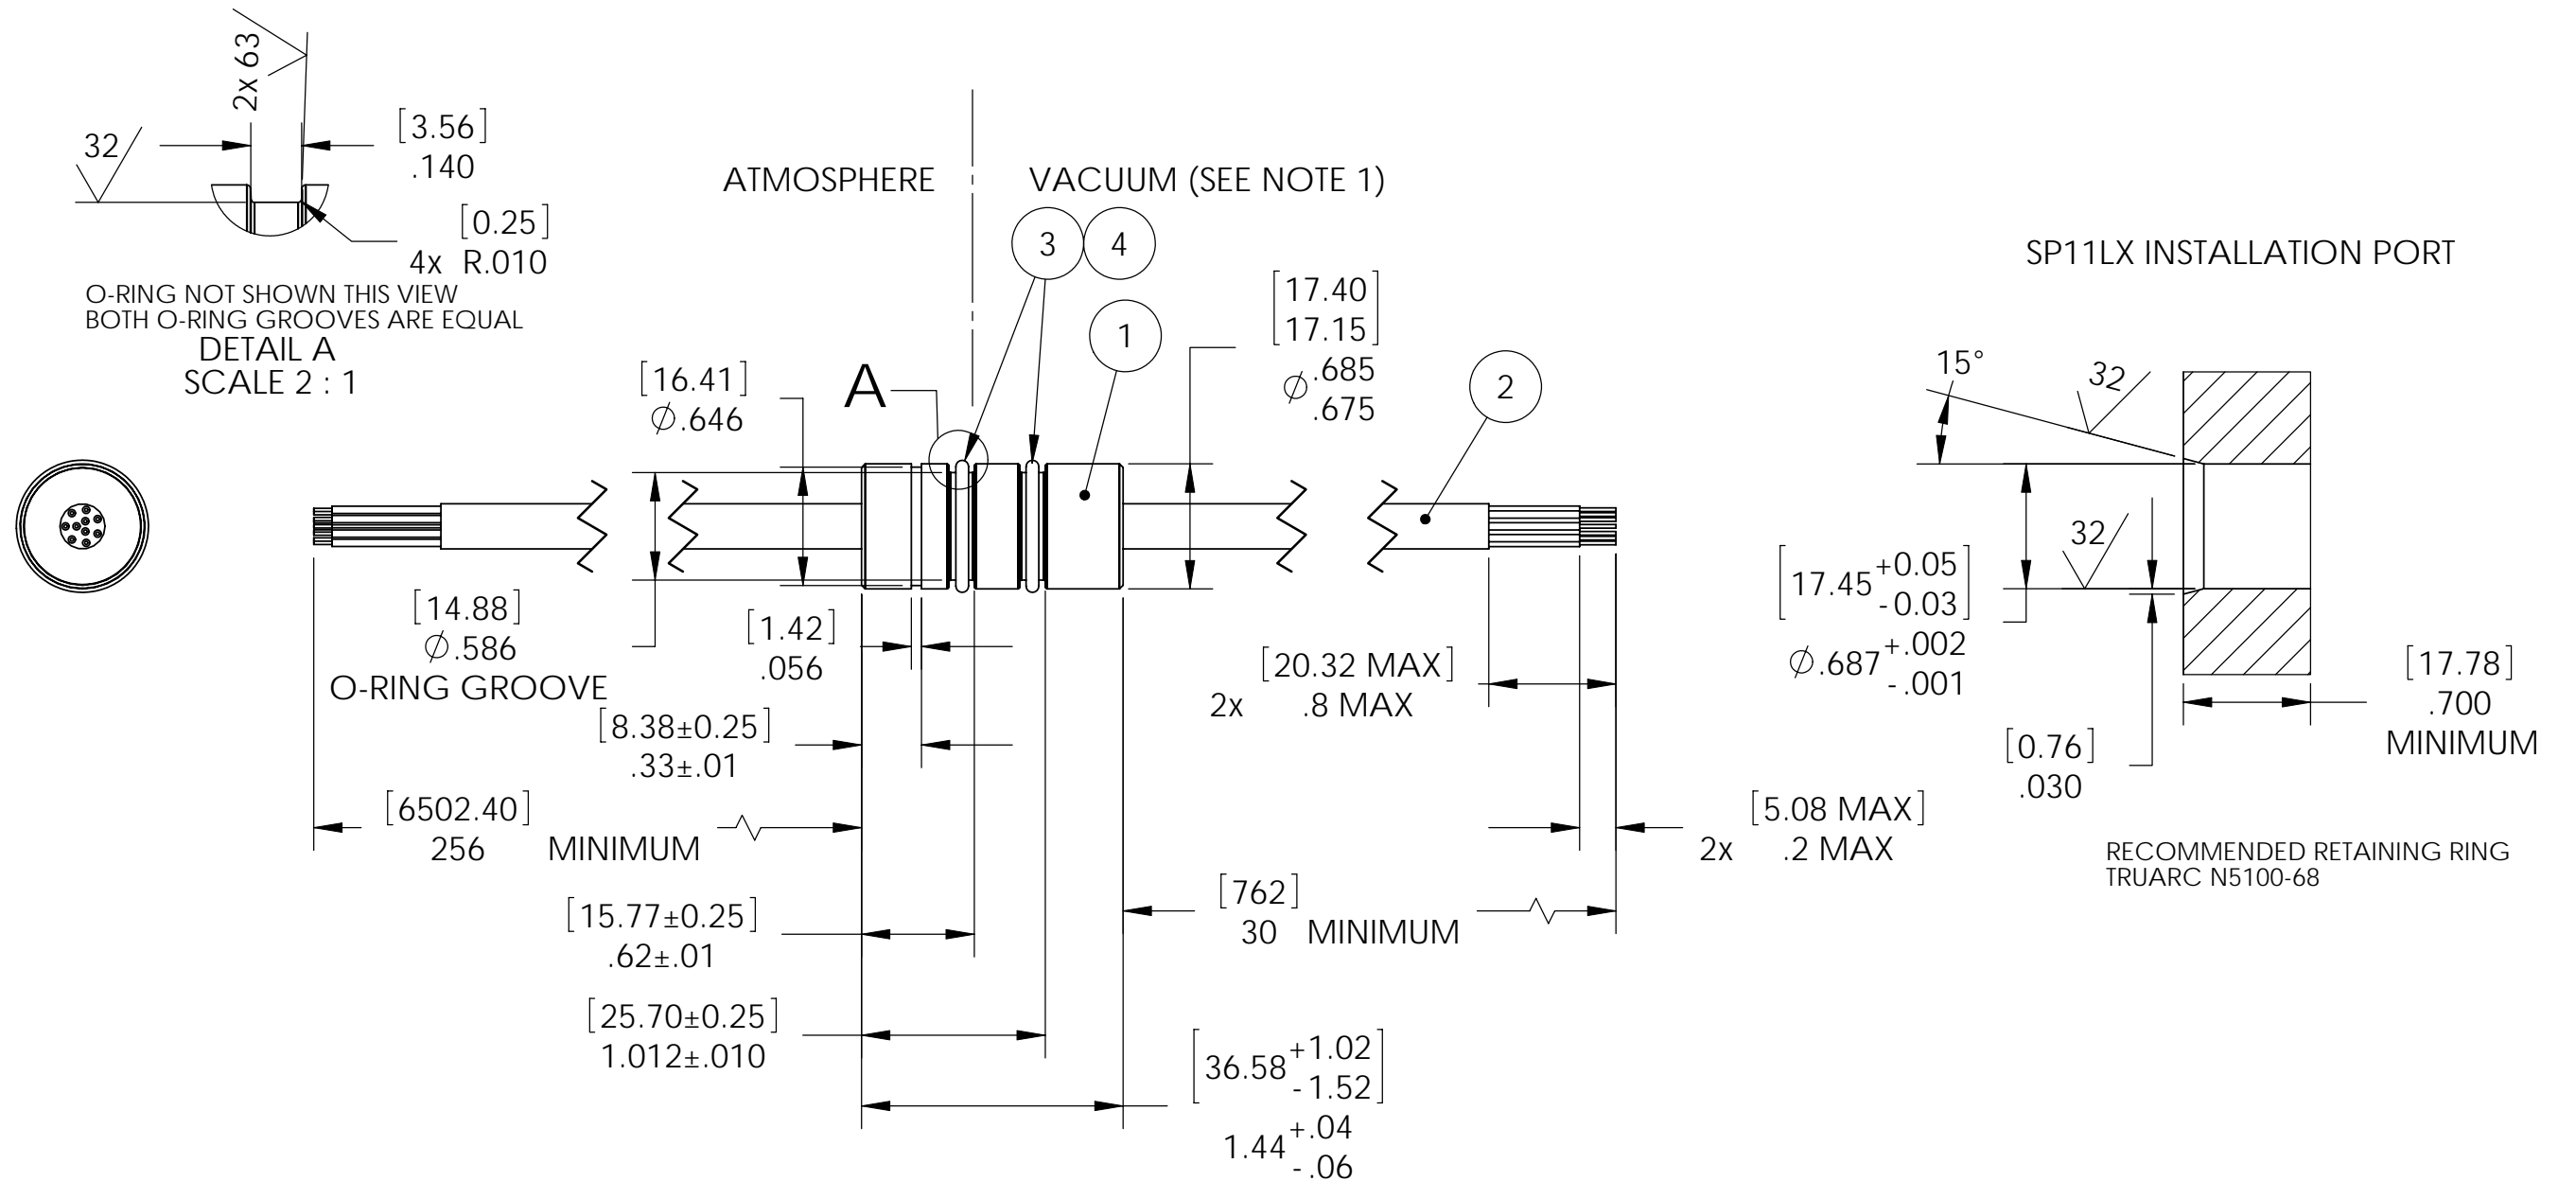 2x 63
32
[3.56]
.140
[0.25]
4x R.010
O-RING NOT SHOWN THIS VIEW
BOTH O-RING GROOVES ARE EQUAL
DETAIL A
SCALE 2 : 1
ATMOSPHERE
VACUUM (SEE NOTE 1)
3
4
1
2
A
[16.41]
∅.646
[17.40]
[17.15]
∅.685
.675
[14.88]
∅.586
O-RING GROOVE
[1.42]
.056
[8.38±0.25]
.33±.01
[6502.40]
256 MINIMUM
[15.77±0.25]
.62±.01
[25.70±0.25]
1.012±.010
[36.58 +1.02 -1.52]
1.44 +.04 -.06
[762]
30 MINIMUM
[20.32 MAX]
2x .8 MAX
[5.08 MAX]
2x .2 MAX
SP11LX INSTALLATION PORT
15°
32
32
[17.45 +0.05 -0.03]
∅.687 +.002 -.001
[0.76]
.030
[17.78]
.700
MINIMUM
RECOMMENDED RETAINING RING
TRUARC N5100-68